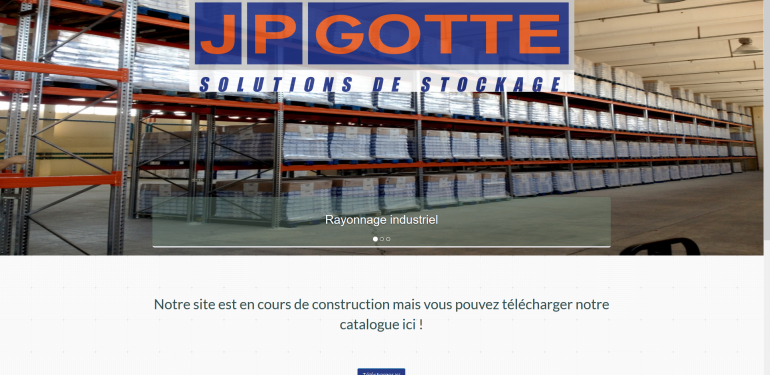 JP GOTTE
SOLUTIONS DE STOCKAGE
Rayonnage industriel
Notre site est en cours de construction mais vous pouvez télécharger notre
catalogue ici !